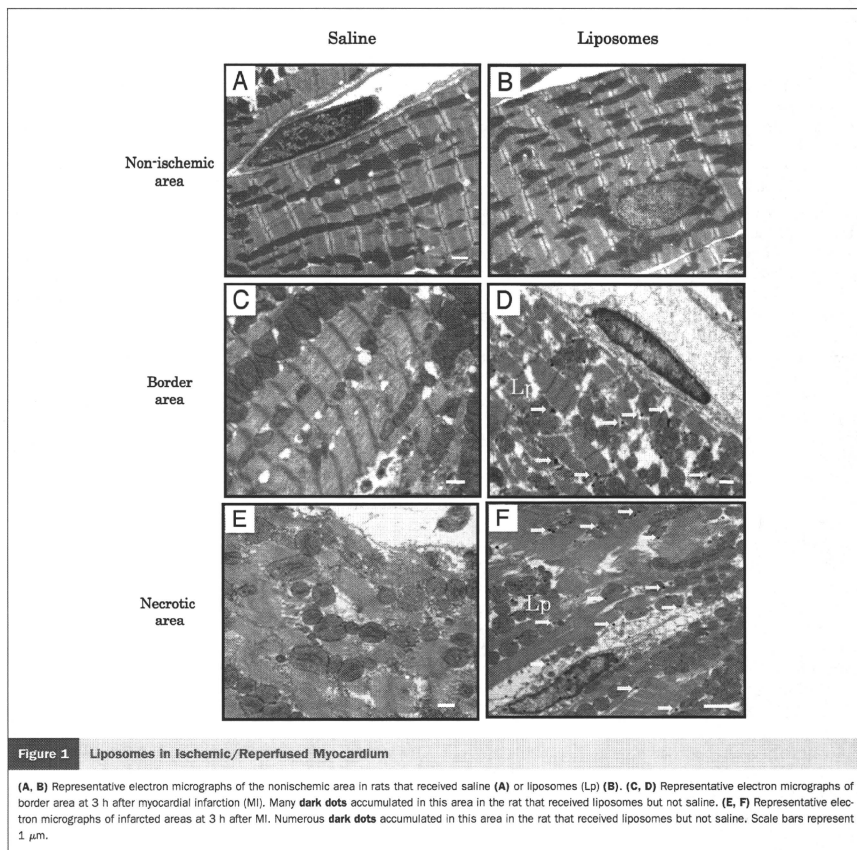 Saline Liposomes
A B
Non-ischemic
area
C D
Border
area
Lp
E F
Necrotic
area
Lp
Figure 1 Liposomes in Ischemic/Reperfused Myocardium
(A, B) Representative electron micrographs of the nonischemic area in rats that received saline (A) or liposomes (Lp) (B). (C, D) Representative electron micrographs of
border area at 3 h after myocardial infarction (MI). Many dark dots accumulated in this area in the rat that received liposomes but not saline. (E, F) Representative elec-
tron micrographs of infarcted areas at 3 h after MI. Numerous dark dots accumulated in this area in the rat that received liposomes but not saline. Scale bars represent
1 μm.